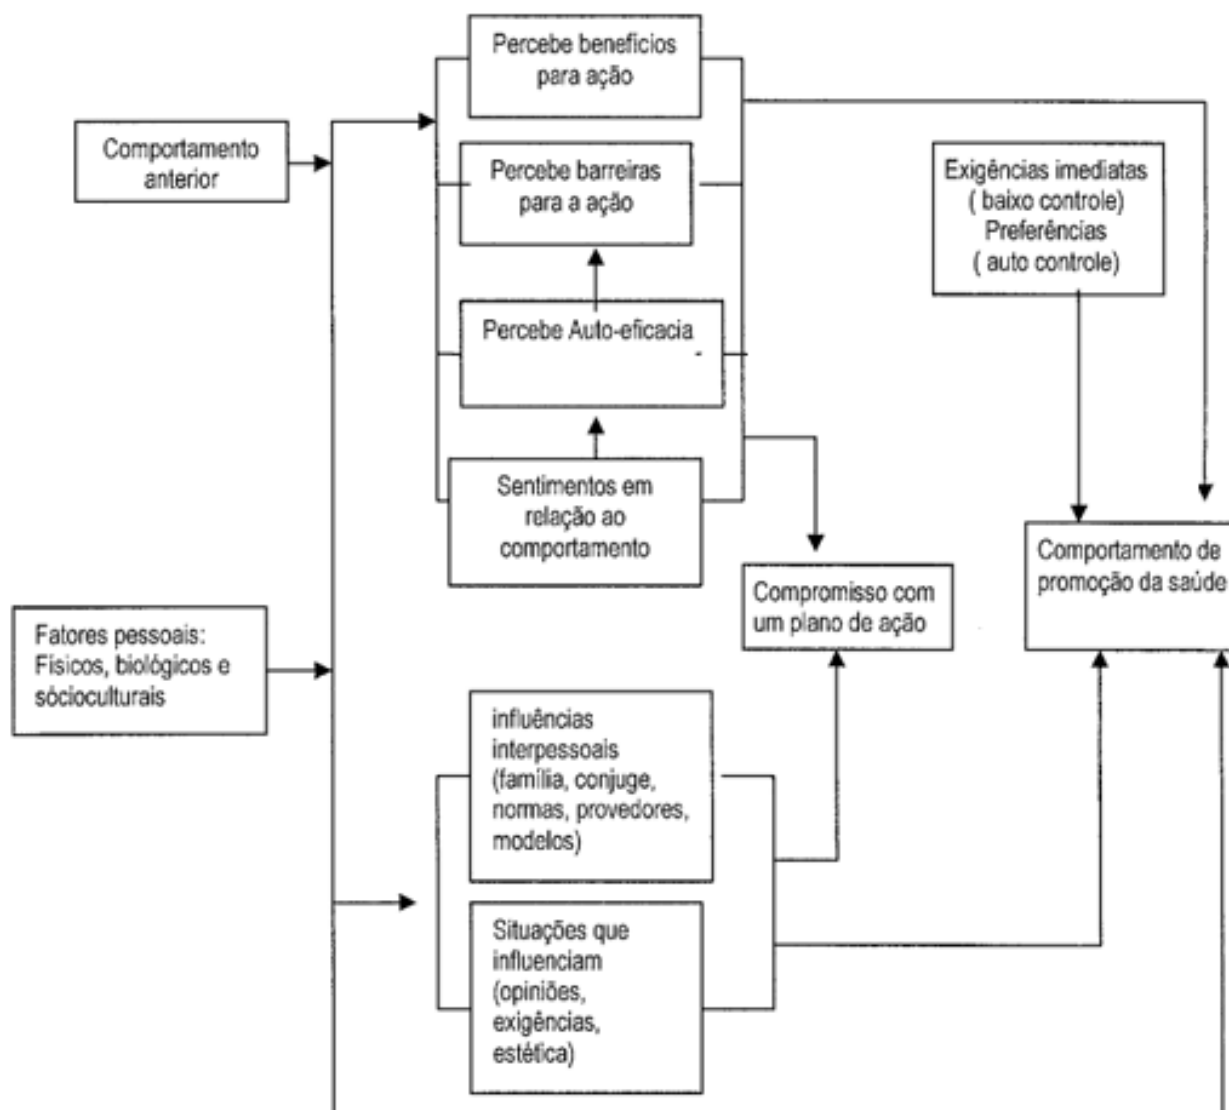 Percebe benefícios
para ação
Comportamento
anterior
Percebe barreiras
para a ação
Exigências imediatas
( baixo controle)
Preferências
( auto controle)
Percebe Auto-eficacia
Sentimentos em
relação ao
comportamento
Comportamento de
promoção da saúde
Compromisso com
um plano de ação
Fatores pessoais:
Físicos, biológicos e
sócioculturais
influências
interpessoais
(família, conjuge,
normas, provedores,
modelos)
Situações que
influenciam
(opiniões,
exigências,
estética)